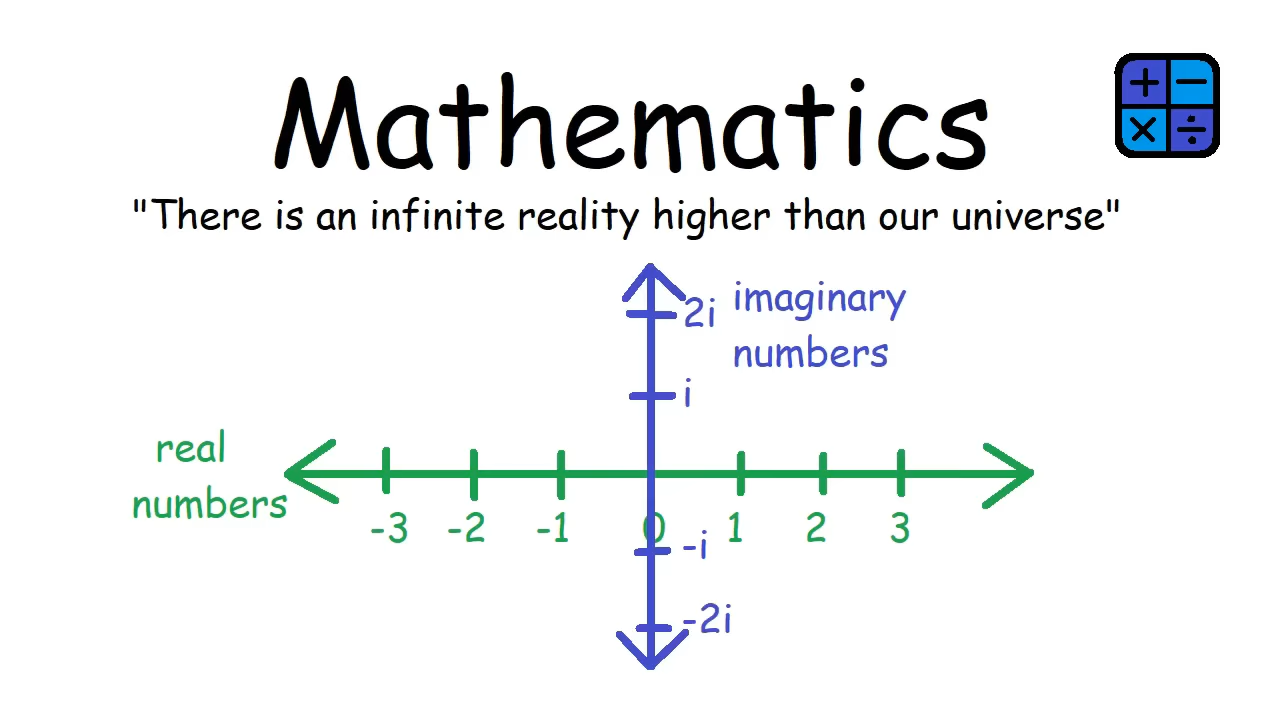 Mathematics
"There is an infinite reality higher than our universe"
2i
imaginary
numbers
i
real
numbers
-3 -2 -1 0 1 2 3
-i
-2i
+ −
× ÷